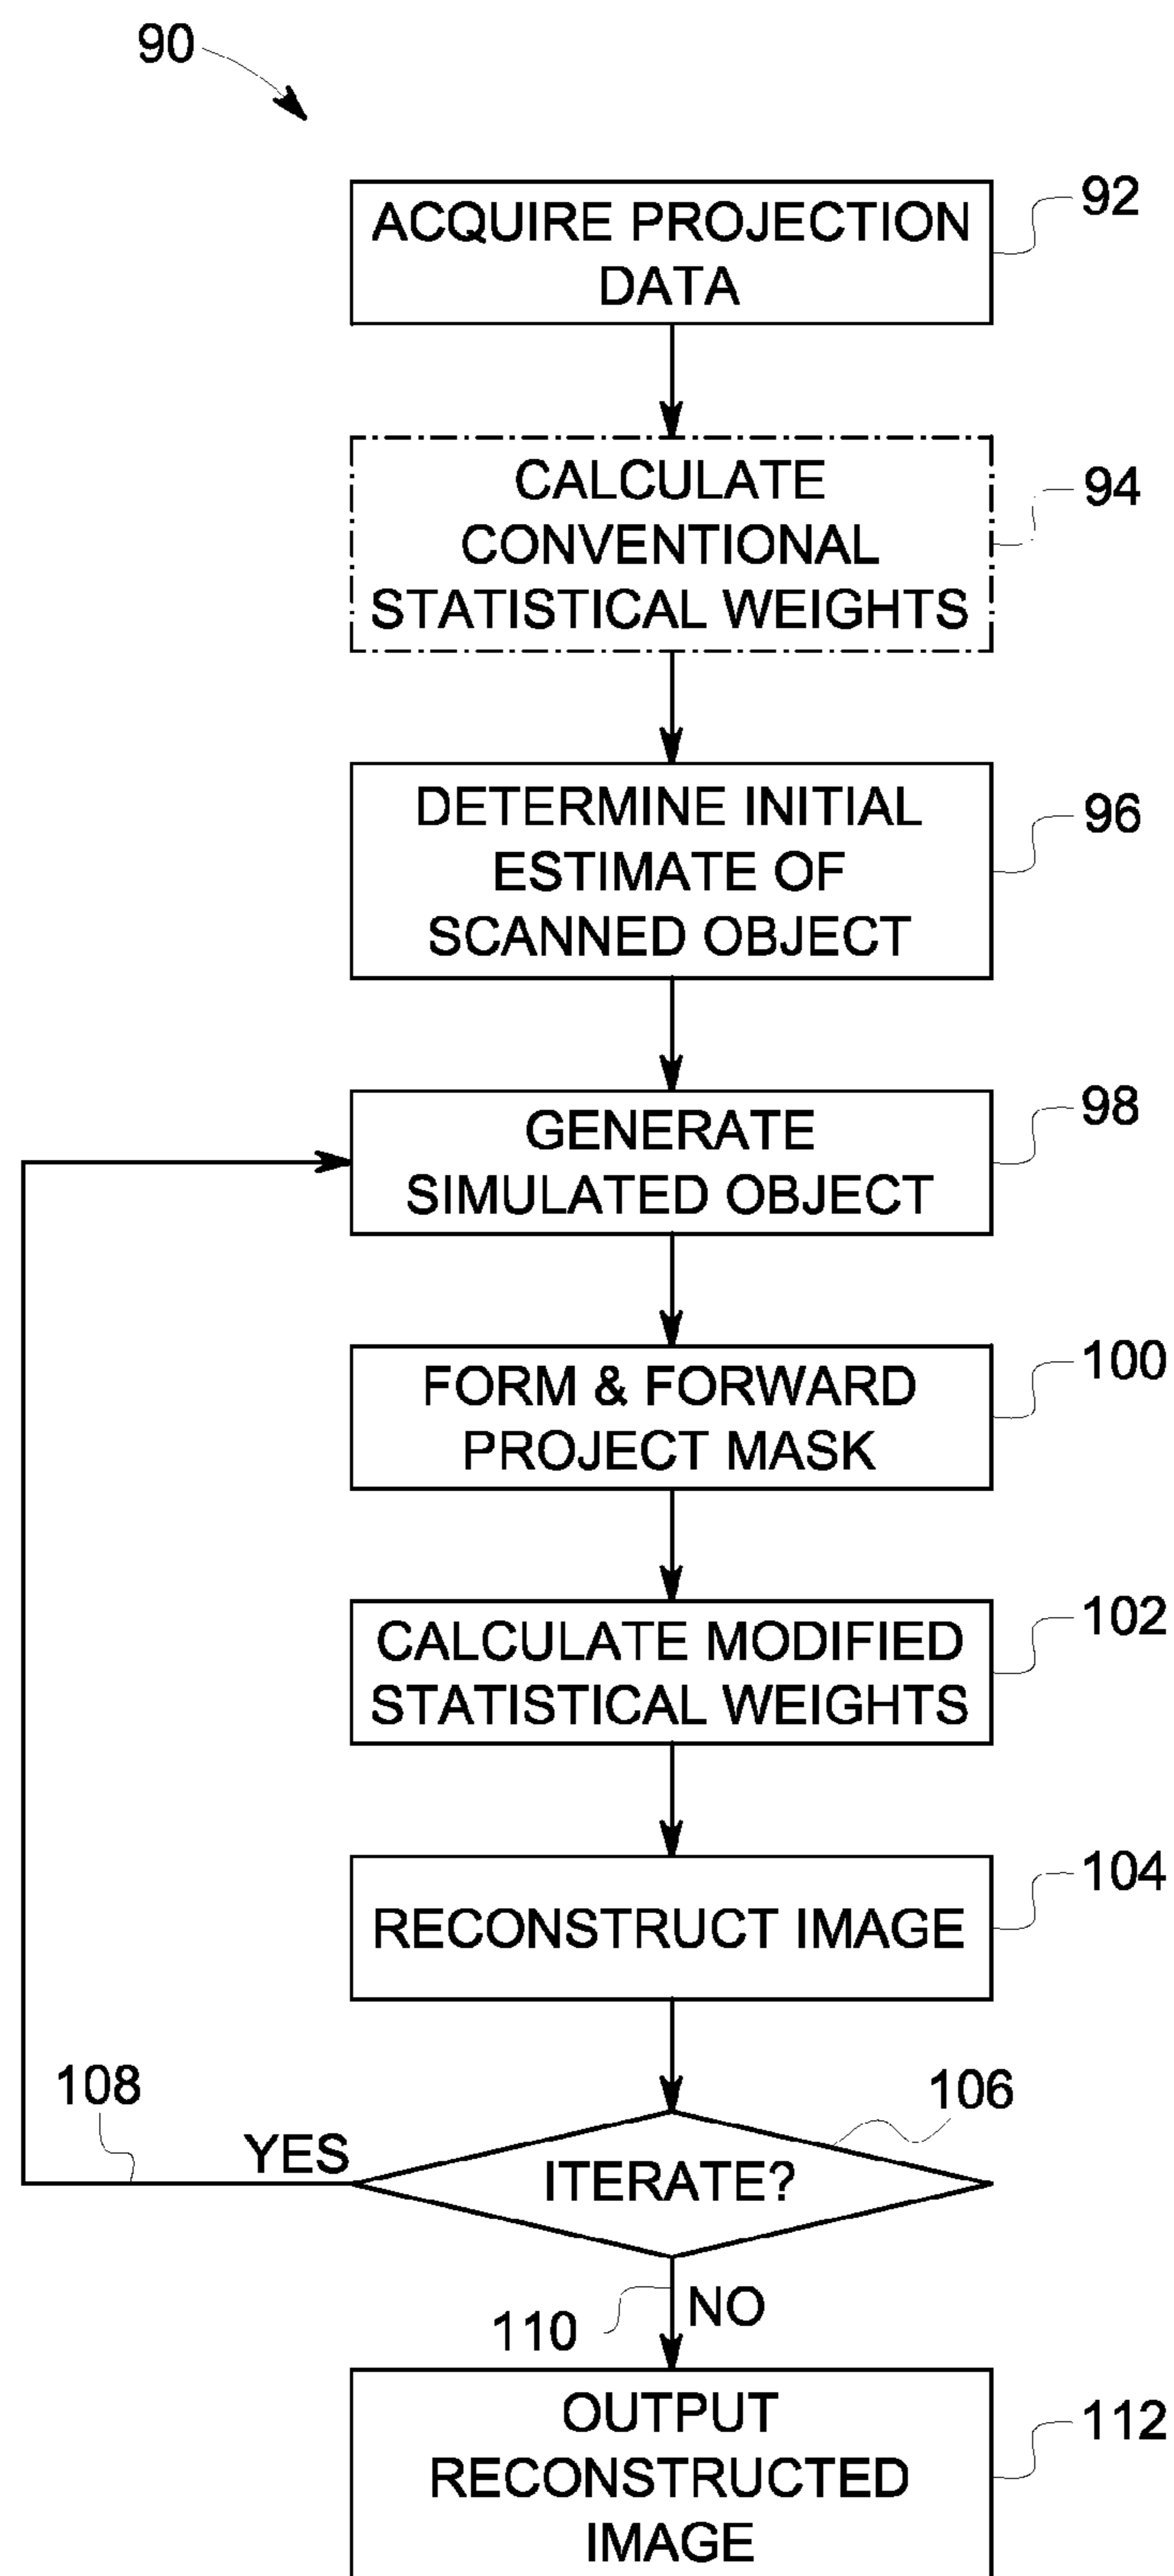 90
ACQUIRE PROJECTION
DATA
92
CALCULATE
CONVENTIONAL
STATISTICAL WEIGHTS
94
DETERMINE INITIAL
ESTIMATE OF
SCANNED OBJECT
96
GENERATE
SIMULATED OBJECT
98
FORM & FORWARD
PROJECT MASK
100
CALCULATE MODIFIED
STATISTICAL WEIGHTS
102
RECONSTRUCT IMAGE
104
108
YES
ITERATE?
106
110
NO
OUTPUT
RECONSTRUCTED
IMAGE
112